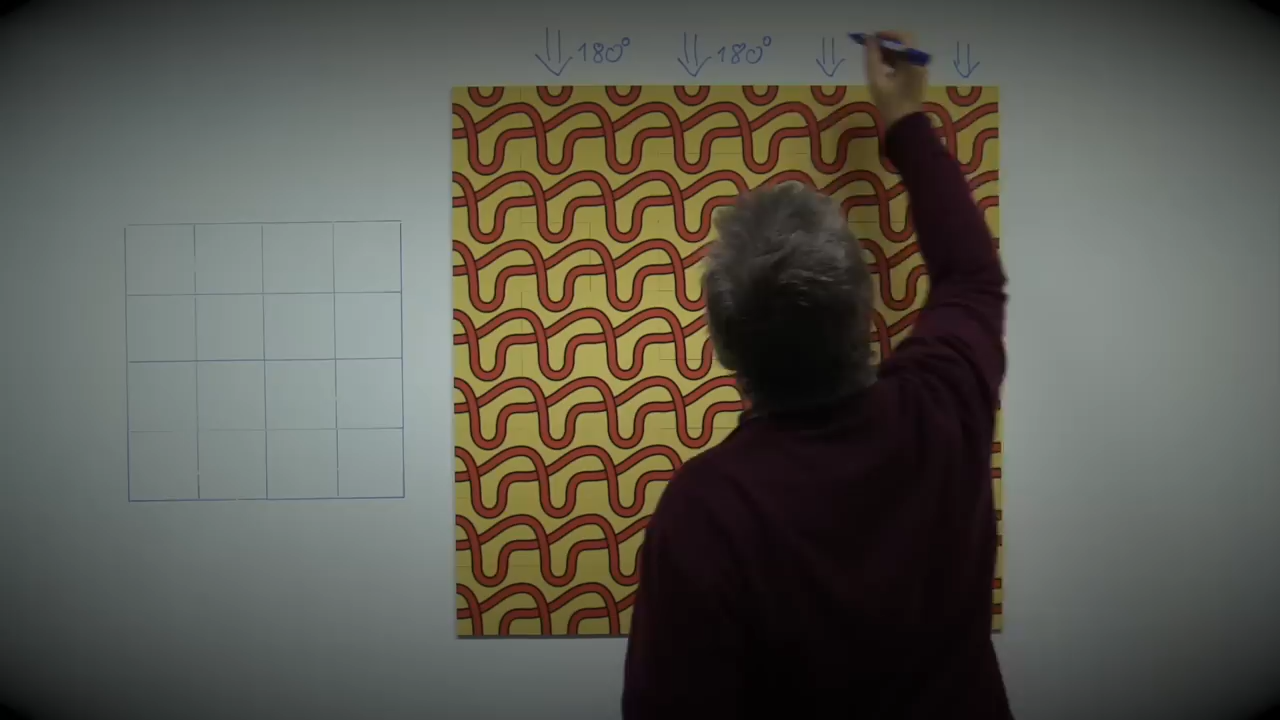 ⇓ 180° ⇓ 180° ⇓ ⇓